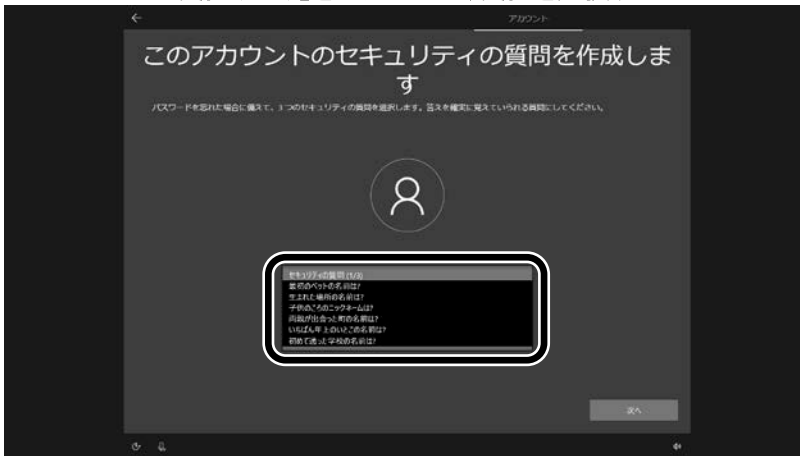 アカウント
このアカウントのセキュリティの質問を作成しま
す
パスワードを忘れた場合に備えて、3 つのセキュリティの質問を選択します。答えを確実に覚えていられる質問にしてください。
セキュリティの質問 (1/3)
最初のペットの名前は?
生まれた場所の名前は?
子供のころのニックネームは?
両親が出会った町の名前は?
いちばん年上のいとこの名前は?
初めて通った学校の名前は?
次へ